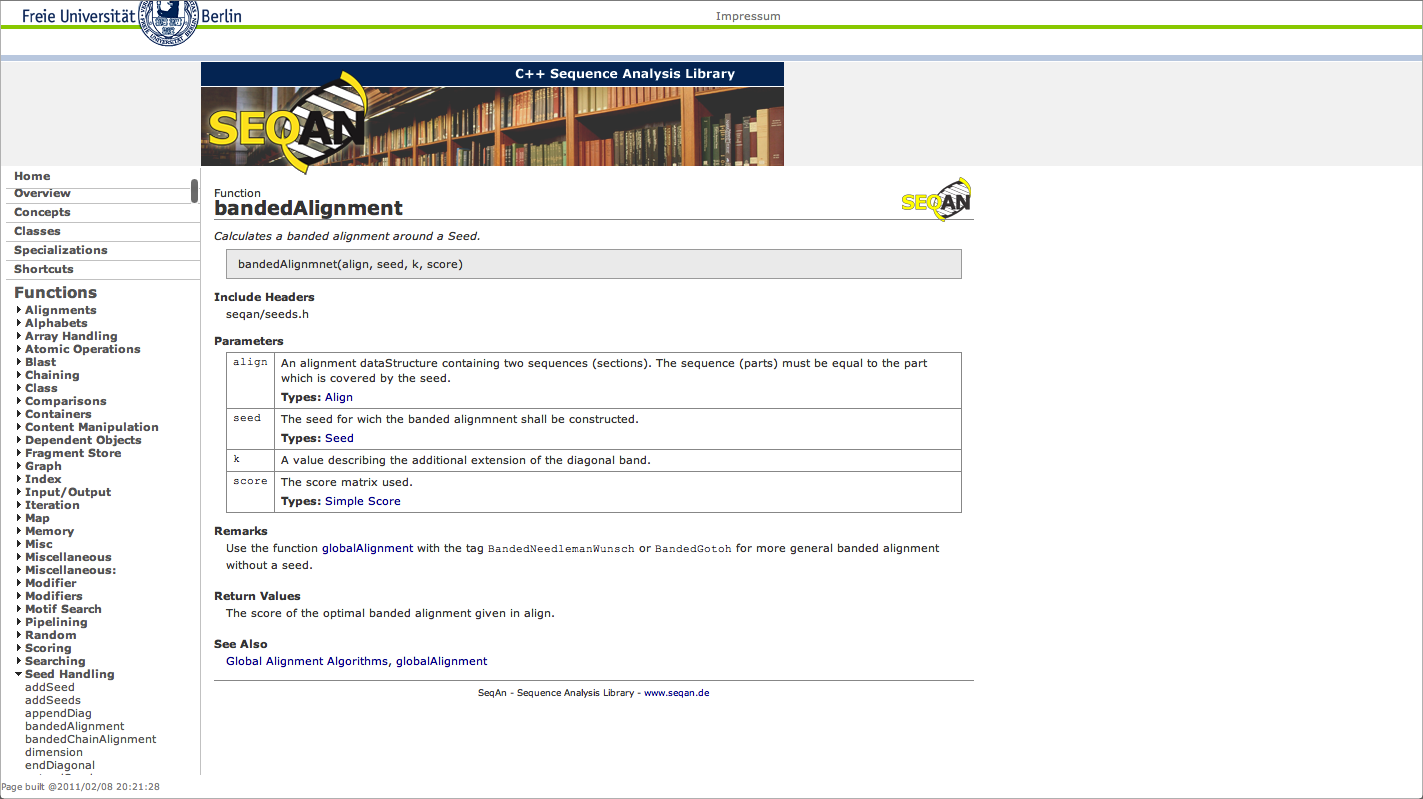 Freie Universität Berlin
Impressum
C++ Sequence Analysis Library
SEQAN
Home
Overview
Concepts
Classes
Specializations
Shortcuts
Functions
Alignments
Alphabets
Array Handling
Atomic Operations
Blast
Chaining
Class
Comparisons
Containers
Content Manipulation
Dependent Objects
Fragment Store
Graph
Index
Input/Output
Iteration
Map
Memory
Misc
Miscellaneous
Miscellaneous:
Modifier
Modifiers
Motif Search
Pipelining
Random
Scoring
Searching
Seed Handling
addSeed
addSeeds
appendDiag
bandedAlignment
bandedChainAlignment
dimension
endDiagonal
Page built @2011/02/08 20:21:28
Function
bandedAlignment
SEQAN
Calculates a banded alignment around a Seed.
bandedAlignmnet(align, seed, k, score)
Include Headers
seqan/seeds.h
Parameters
align An alignment dataStructure containing two sequences (sections). The sequence (parts) must be equal to the part
which is covered by the seed.
Types: Align
seed The seed for wich the banded alignmnent shall be constructed.
Types: Seed
k A value describing the additional extension of the diagonal band.
score The score matrix used.
Types: Simple Score
Remarks
Use the function globalAlignment with the tag BandedNeedlemanWunsch or BandedGotoh for more general banded alignment
without a seed.
Return Values
The score of the optimal banded alignment given in align.
See Also
Global Alignment Algorithms, globalAlignment
SeqAn - Sequence Analysis Library - www.seqan.de